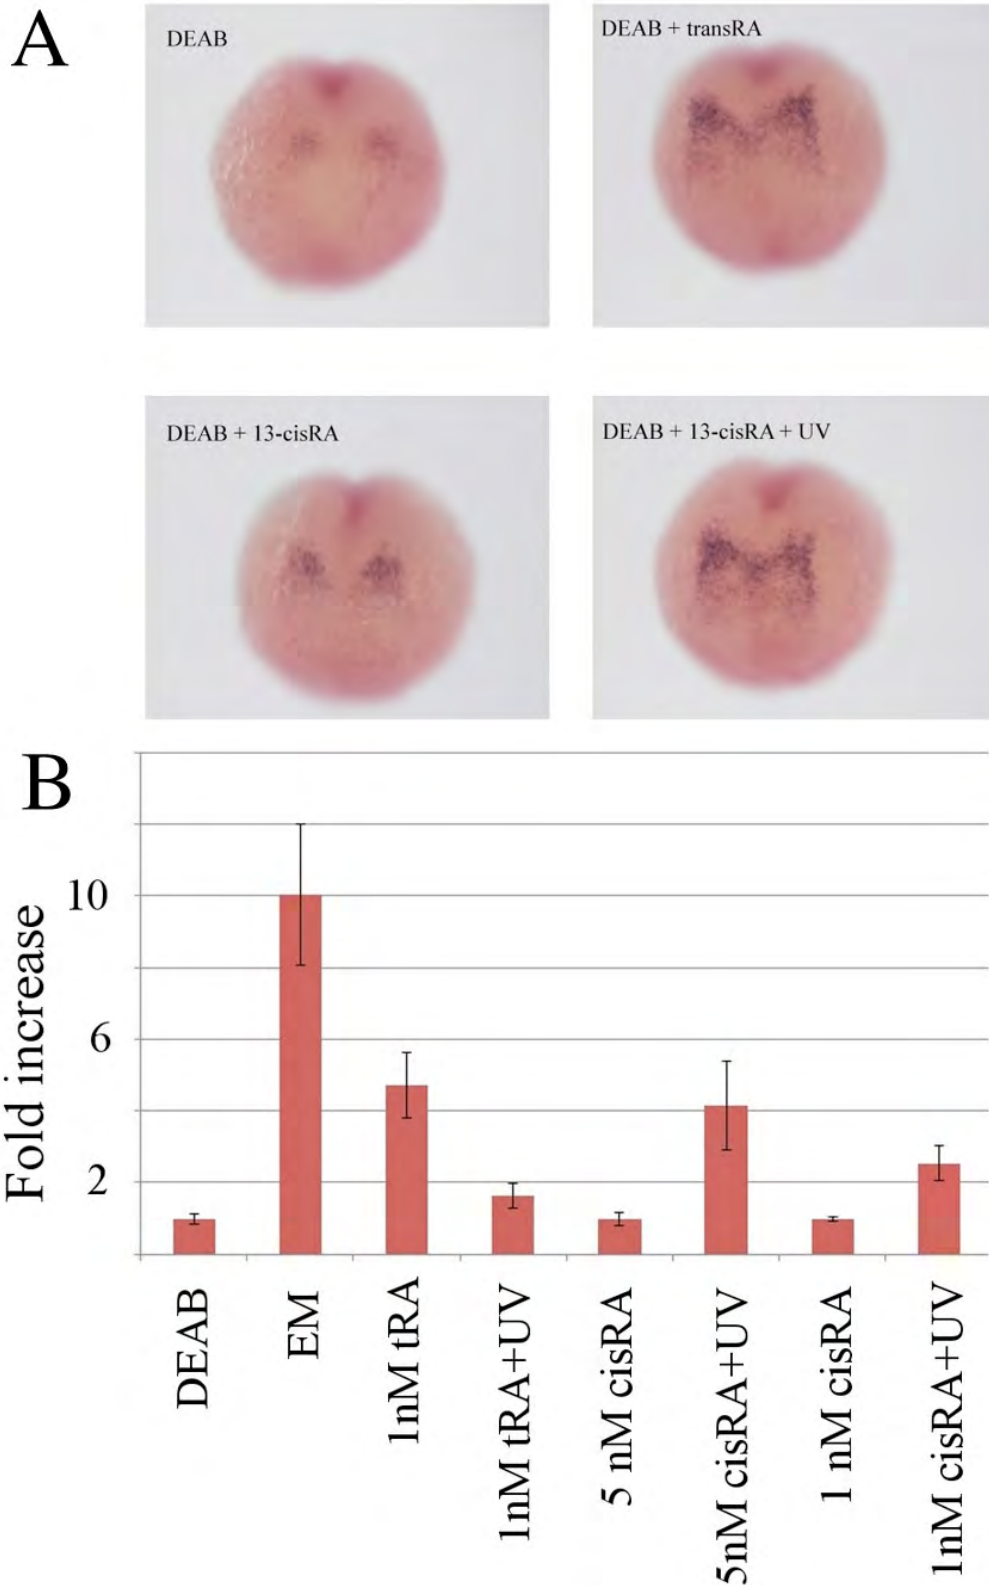 A
DEAB
DEAB + transRA
DEAB + 13-cisRA
DEAB + 13-cisRA + UV
B
Fold increase
10
6
2
DEAB
EM
1nM tRA
1nM tRA+UV
5 nM cisRA
5nM cisRA+UV
1 nM cisRA
1nM cisRA+UV